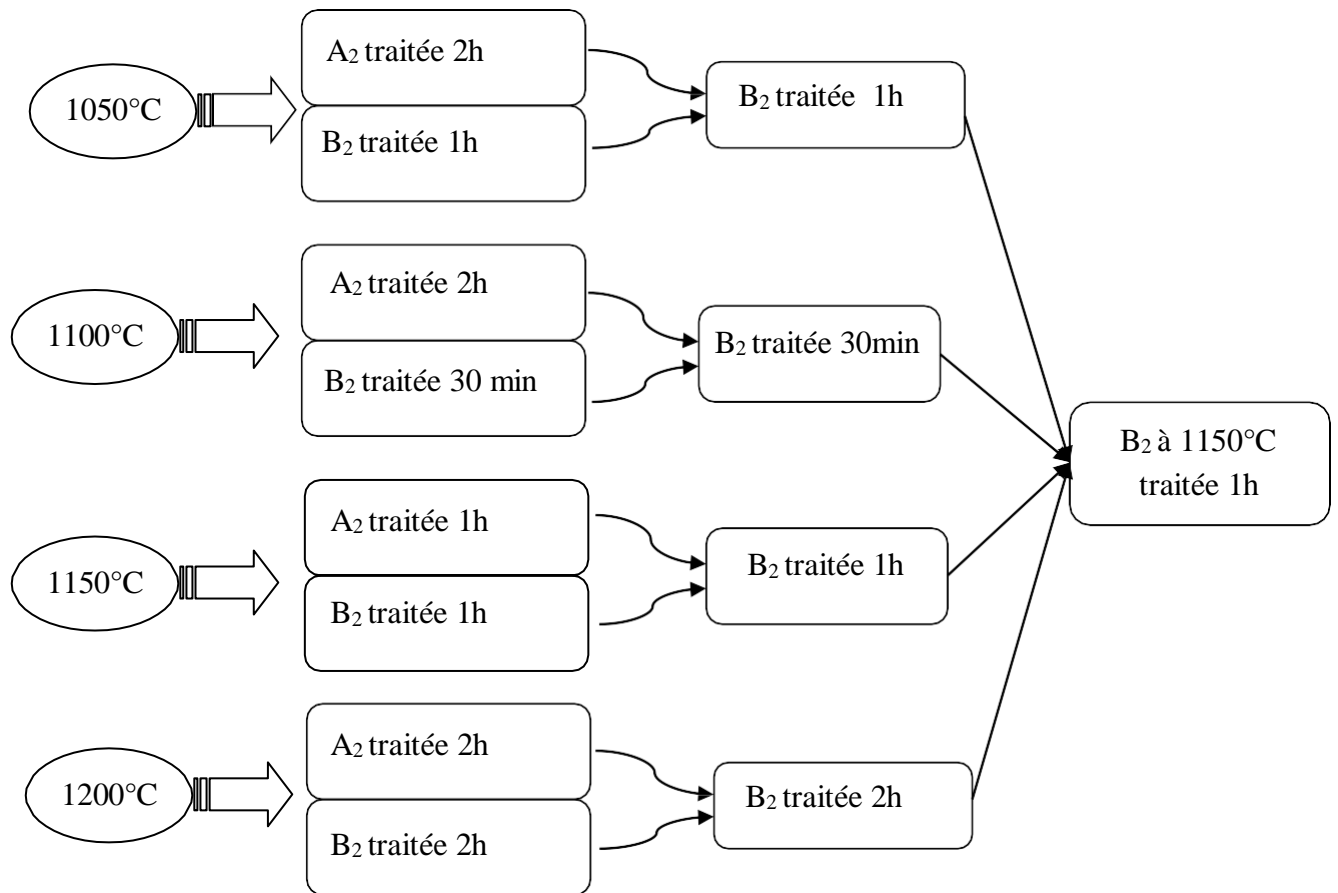 1050°C
A₂ traitée 2h
B₂ traitée 1h
B₂ traitée 1h
1100°C
A₂ traitée 2h
B₂ traitée 30 min
B₂ traitée 30min
1150°C
A₂ traitée 1h
B₂ traitée 1h
B₂ traitée 1h
1200°C
A₂ traitée 2h
B₂ traitée 2h
B₂ traitée 2h
B₂ à 1150°C
traitée 1h